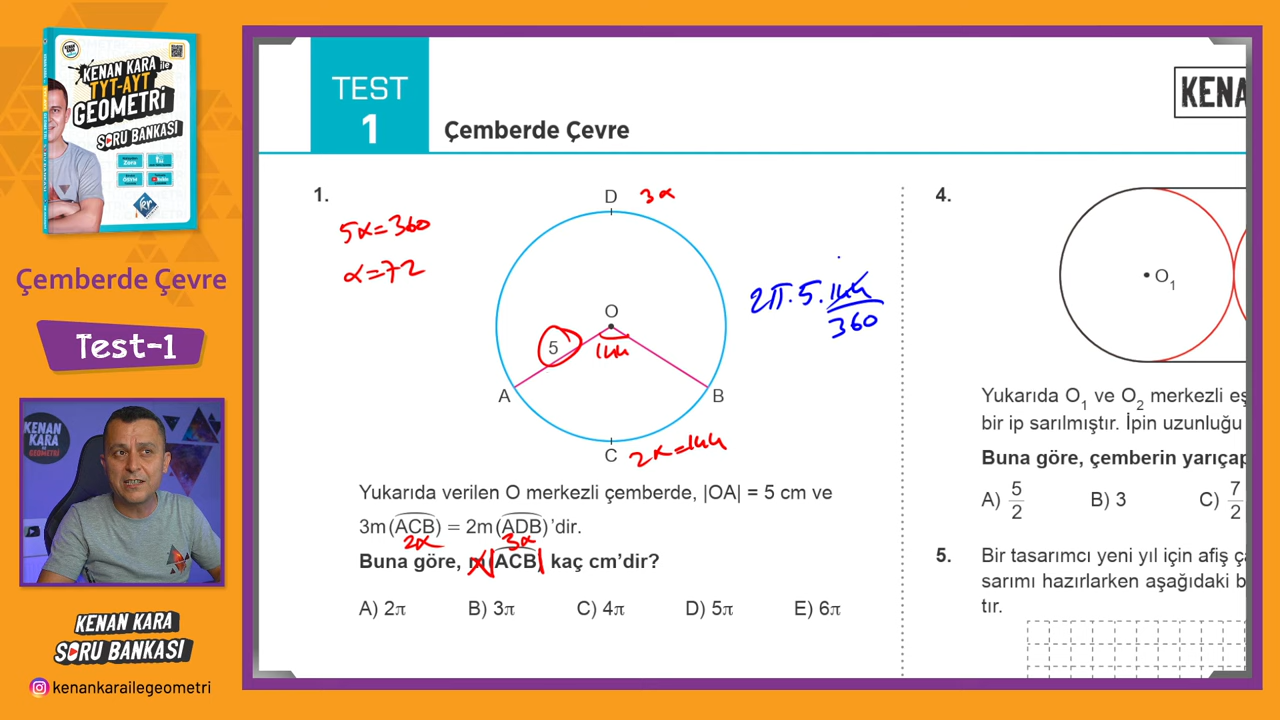 KENAN KARA ile
TYT-AYT
GEOMETRİ
SORU BANKASI
Çemberde Çevre
Test-1
KENAN
KARA
GEOMETRİ
KENAN KARA
SORU BANKASI
kenankarailegeometri
TEST
1
Çemberde Çevre
KENA
1.
5α=360
α=72
D
3α
O
5
144
A
B
C
2α=144
2π.5.144
360
Yukarıda verilen O merkezli çemberde, |OA| = 5 cm ve
3m(ACB) = 2m(ADB)'dir.
2α 3α
Buna göre, m|ACB| kaç cm'dir?
A) 2π B) 3π C) 4π D) 5π E) 6π
4.
O1
Yukarıda O1 ve O2 merkezli eş
bir ip sarılmıştır. İpin uzunluğu
Buna göre, çemberin yarıçap
A) 5/2 B) 3 C) 7/2
5. Bir tasarımcı yeni yıl için afiş ça
sarımı hazırlarken aşağıdaki b
tır.